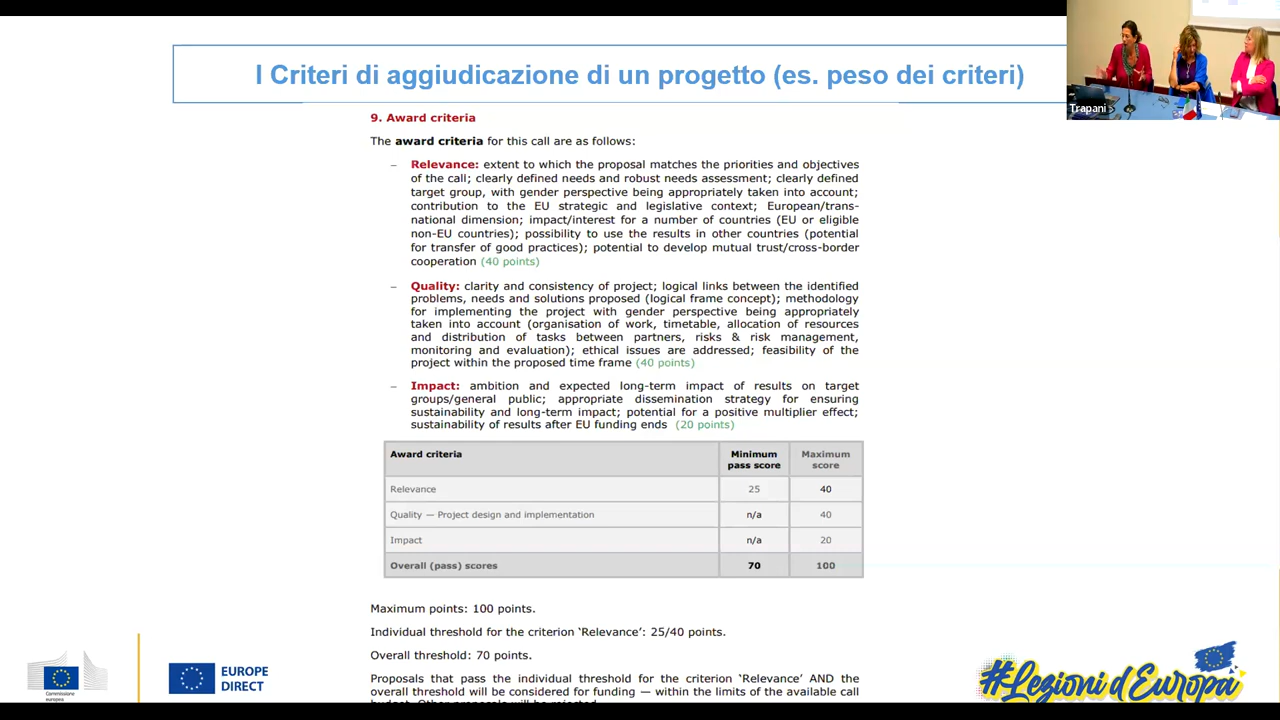 I Criteri di aggiudicazione di un progetto (es. peso dei criteri)
Trapani
9. Award criteria
The award criteria for this call are as follows:
– Relevance: extent to which the proposal matches the priorities and objectives
of the call; clearly defined needs and robust needs assessment; clearly defined
target group, with gender perspective being appropriately taken into account;
contribution to the EU strategic and legislative context; European/trans-
national dimension; impact/interest for a number of countries (EU or eligible
non-EU countries); possibility to use the results in other countries (potential
for transfer of good practices); potential to develop mutual trust/cross-border
cooperation (40 points)
– Quality: clarity and consistency of project; logical links between the identified
problems, needs and solutions proposed (logical frame concept); methodology
for implementing the project with gender perspective being appropriately
taken into account (organisation of work, timetable, allocation of resources
and distribution of tasks between partners, risks & risk management,
monitoring and evaluation); ethical issues are addressed; feasibility of the
project within the proposed time frame (40 points)
– Impact: ambition and expected long-term impact of results on target
groups/general public; appropriate dissemination strategy for ensuring
sustainability and long-term impact; potential for a positive multiplier effect;
sustainability of results after EU funding ends (20 points)
Award criteria Minimum pass score Maximum score
Relevance 25 40
Quality — Project design and implementation n/a 40
Impact n/a 20
Overall (pass) scores 70 100
Maximum points: 100 points.
Individual threshold for the criterion ‘Relevance’: 25/40 points.
Overall threshold: 70 points.
Proposals that pass the individual threshold for the criterion ‘Relevance’ AND the
overall threshold will be considered for funding — within the limits of the available call
budget. Other proposals will be rejected.
Commissione
europea
EUROPE
DIRECT
#Lezioni d'Europa